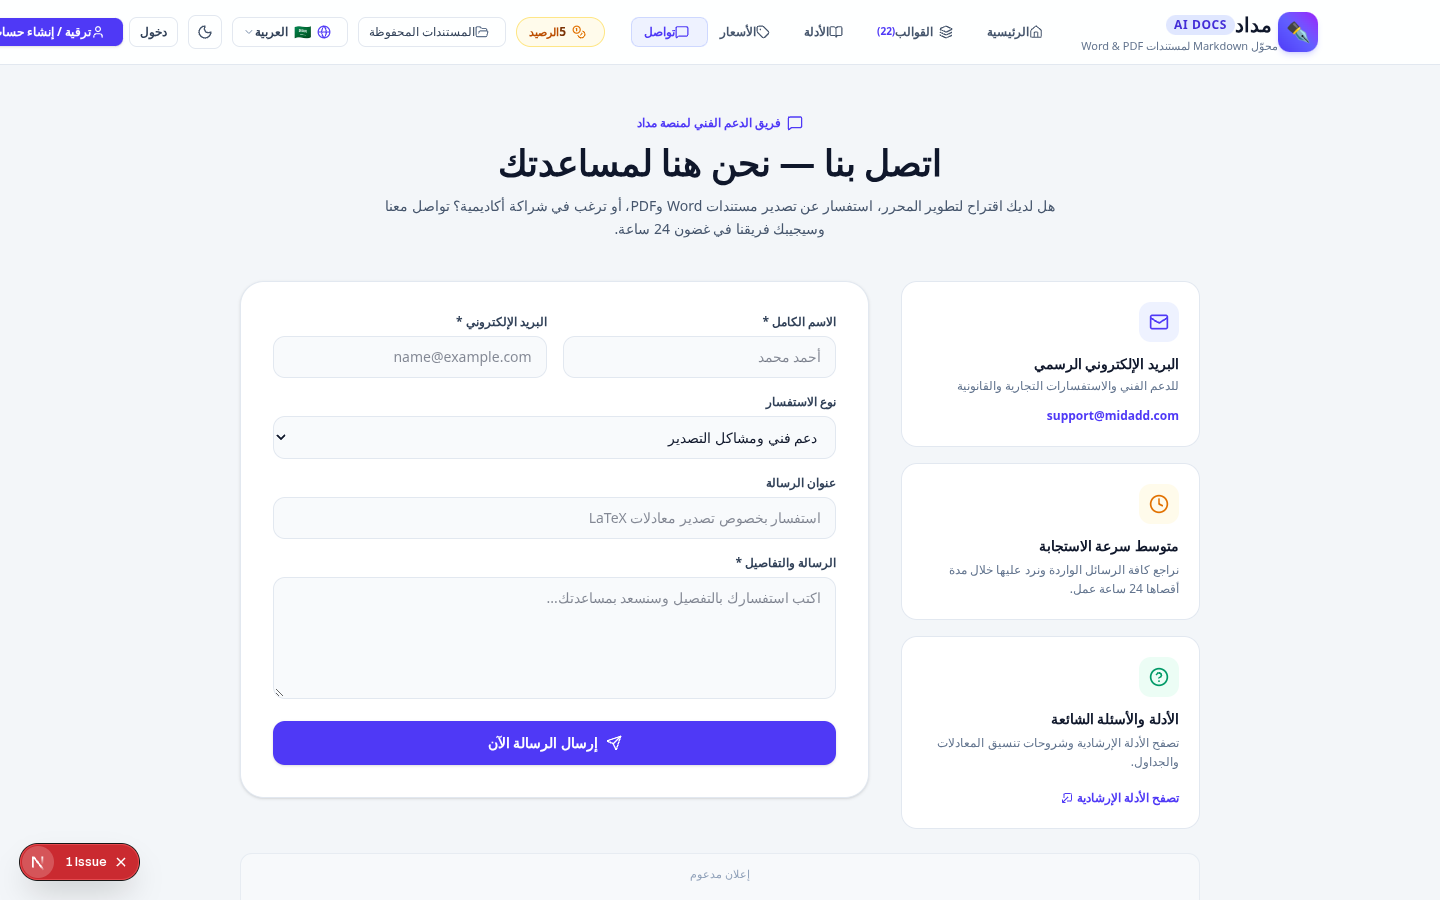 مداد AI DOCS
محوّل Markdown لمستندات Word & PDF
الرئيسية
القوالب (22)
الأدلة
الأسعار
تواصل
5 الرصيد
المستندات المحفوظة
العربية
دخول
ترقية / إنشاء
فريق الدعم الفني لمنصة مداد
اتصل بنا — نحن هنا لمساعدتك
هل لديك اقتراح لتطوير المحرر، استفسار عن تصدير مستندات Word وPDF، أو ترغب في شراكة أكاديمية؟ تواصل معنا
وسيجيبك فريقنا في غضون 24 ساعة.
البريد الإلكتروني الرسمي
للدعم الفني والاستفسارات التجارية والقانونية
support@midadd.com
متوسط سرعة الاستجابة
نراجع كافة الرسائل الواردة ونرد عليها خلال مدة
أقصاها 24 ساعة عمل.
الأدلة والأسئلة الشائعة
تصفح الأدلة الإرشادية وشروحات تنسيق المعادلات
والجداول.
تصفح الأدلة الإرشادية
الاسم الكامل *
أحمد محمد
البريد الإلكتروني *
name@example.com
نوع الاستفسار
دعم فني ومشاكل التصدير
عنوان الرسالة
استفسار بخصوص تصدير معادلات LaTeX
الرسالة والتفاصيل *
اكتب استفسارك بالتفصيل وسنسعد بمساعدتك...
إرسال الرسالة الآن
إعلان مدعوم
1 Issue